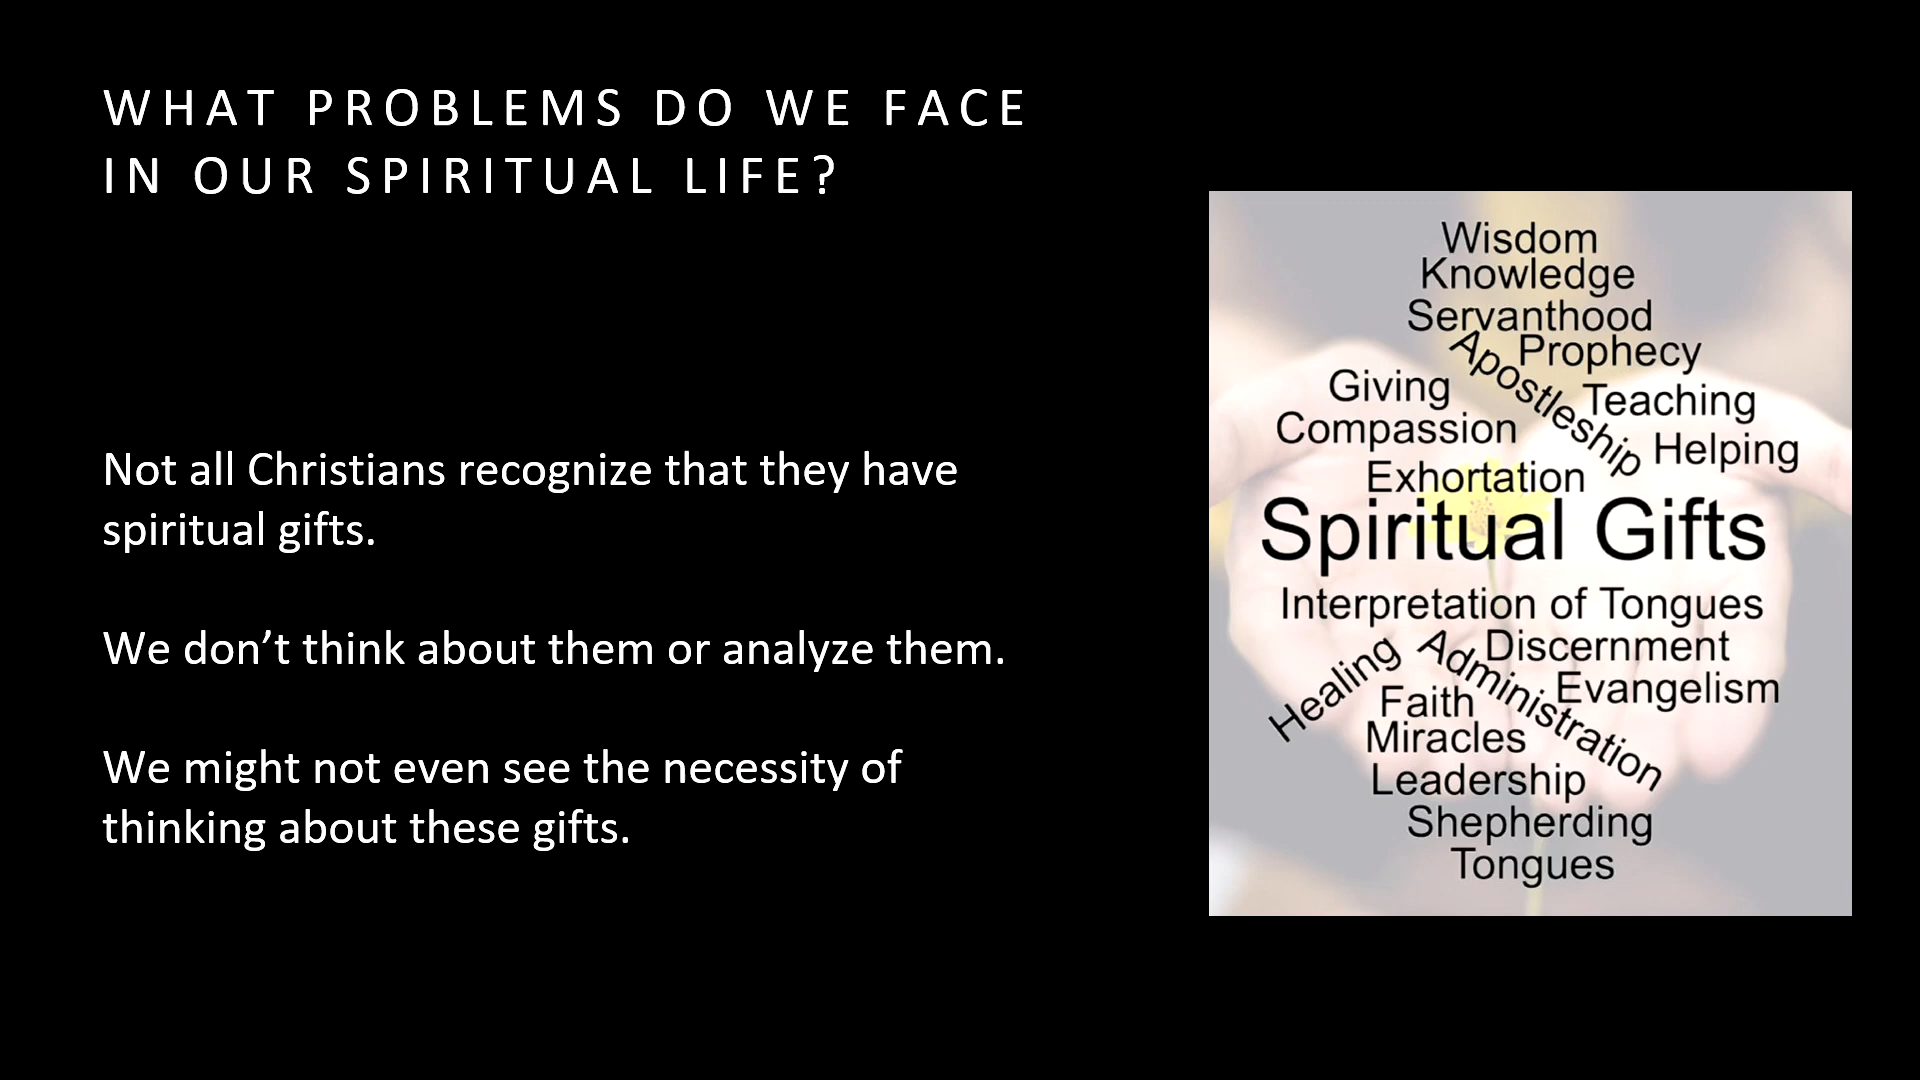 WHAT PROBLEMS DO WE FACE
IN OUR SPIRITUAL LIFE?
Not all Christians recognize that they have
spiritual gifts.
We don’t think about them or analyze them.
We might not even see the necessity of
thinking about these gifts.
Wisdom
Knowledge
Servanthood
Prophecy
Apostleship
Giving
Teaching
Compassion
Helping
Exhortation
Spiritual Gifts
Interpretation of Tongues
Discernment
Healing
Administration
Evangelism
Faith
Miracles
Leadership
Shepherding
Tongues